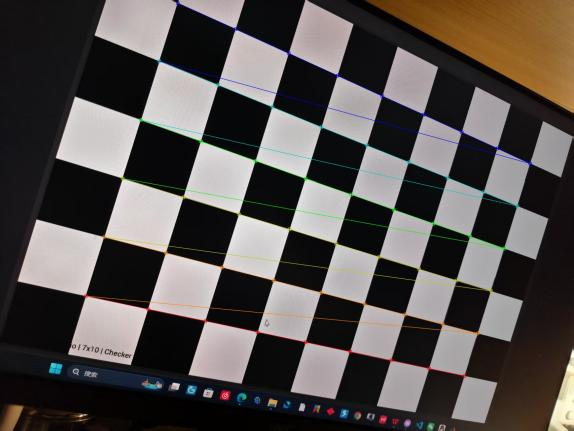 o | 7x10 | Checker
搜索